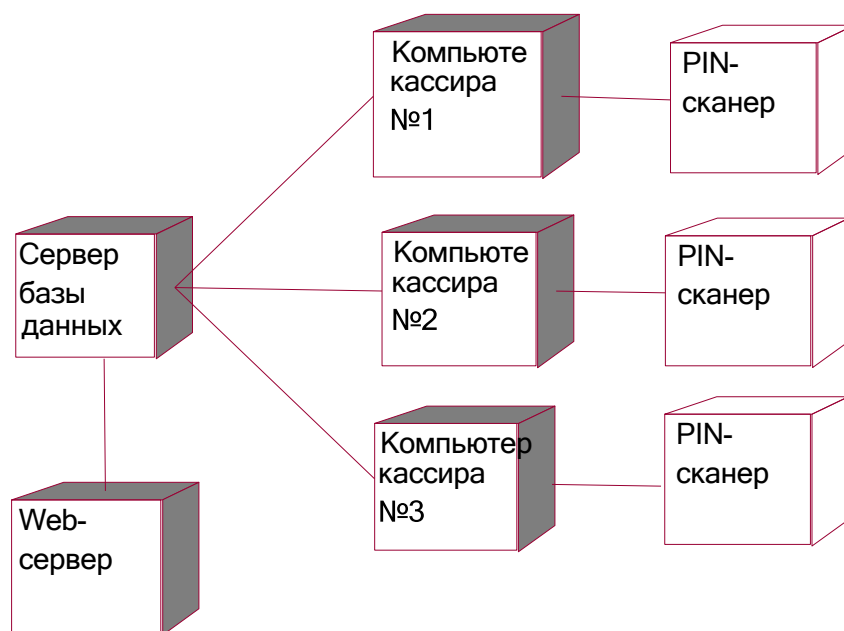 Компьюте
кассира
№1
PIN-
сканер
Сервер
базы
данных
Компьюте
кассира
№2
PIN-
сканер
Компьютер
кассира
№3
PIN-
сканер
Web-
сервер